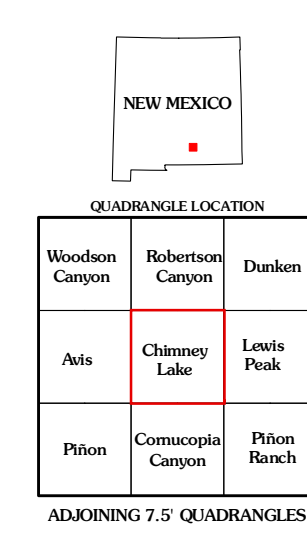 NEW MEXICO
QUADRANGLE LOCATION
Woodson
Canyon
Robertson
Canyon
Dunken
Avis
Chimney
Lake
Lewis
Peak
Piñon
Cornucopia
Canyon
Piñon
Ranch
ADJOINING 7.5' QUADRANGLES